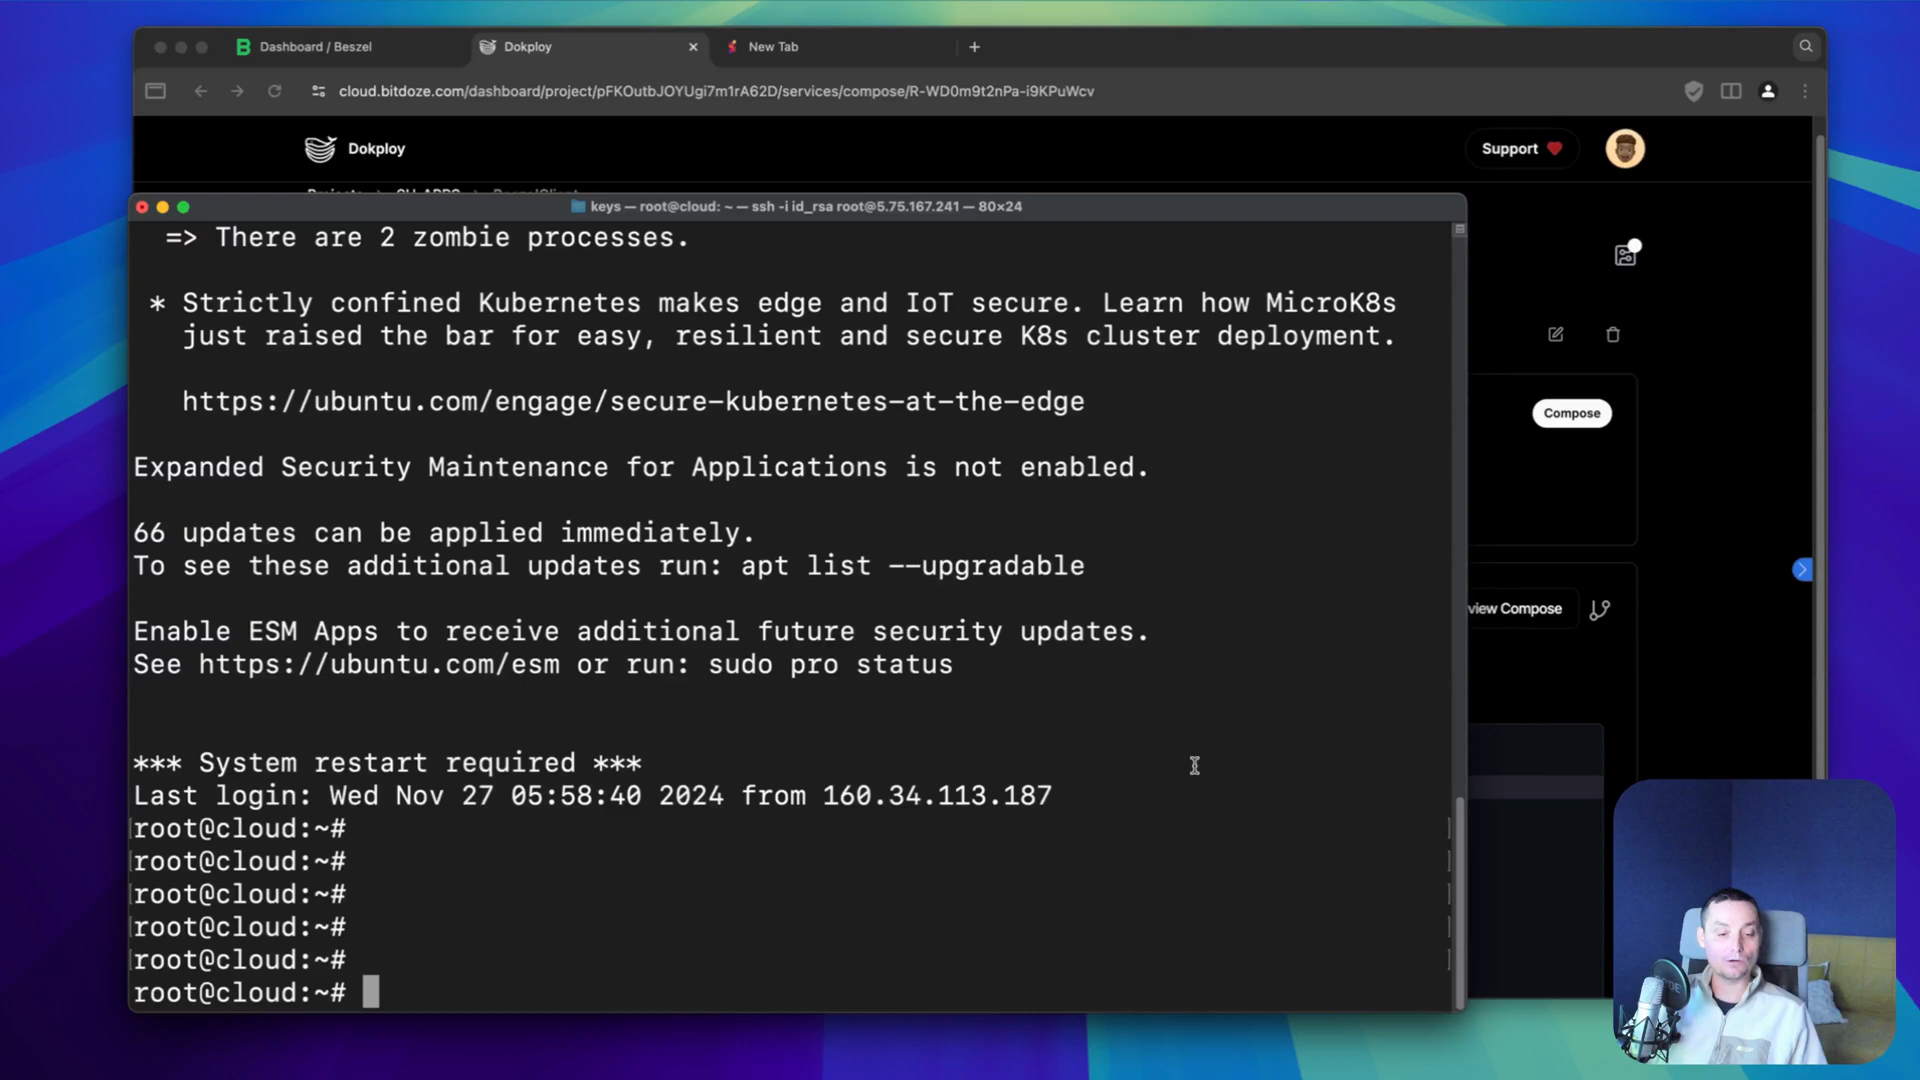 Dashboard / Beszel
Dokploy
New Tab
cloud.bitdoze.com/dashboard/project/pFKOutbJOYUgi7m1rA62D/services/compose/R-WD0m9t2nPa-i9KPuWcv
Dokploy
Support
keys — root@cloud: ~ — ssh -i id_rsa root@5.75.167.241 — 80×24
=> There are 2 zombie processes.
* Strictly confined Kubernetes makes edge and IoT secure. Learn how MicroK8s
just raised the bar for easy, resilient and secure K8s cluster deployment.
https://ubuntu.com/engage/secure-kubernetes-at-the-edge
Compose
Expanded Security Maintenance for Applications is not enabled.
66 updates can be applied immediately.
To see these additional updates run: apt list --upgradable
view Compose
Enable ESM Apps to receive additional future security updates.
See https://ubuntu.com/esm or run: sudo pro status
*** System restart required ***
Last login: Wed Nov 27 05:58:40 2024 from 160.34.113.187
root@cloud:~#
root@cloud:~#
root@cloud:~#
root@cloud:~#
root@cloud:~#
root@cloud:~#